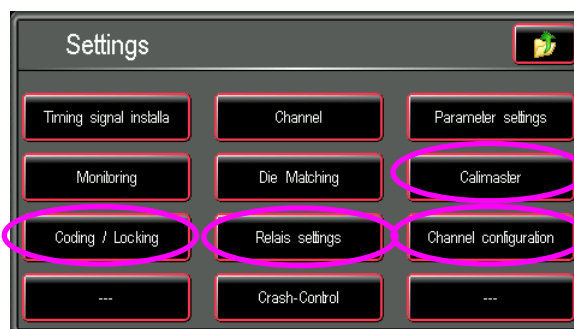 Settings
Timing signal installa
Channel
Parameter settings
Monitoring
Die Matching
Calimaster
Coding / Locking
Relais settings
Channel configuration
---
Crash-Control
---